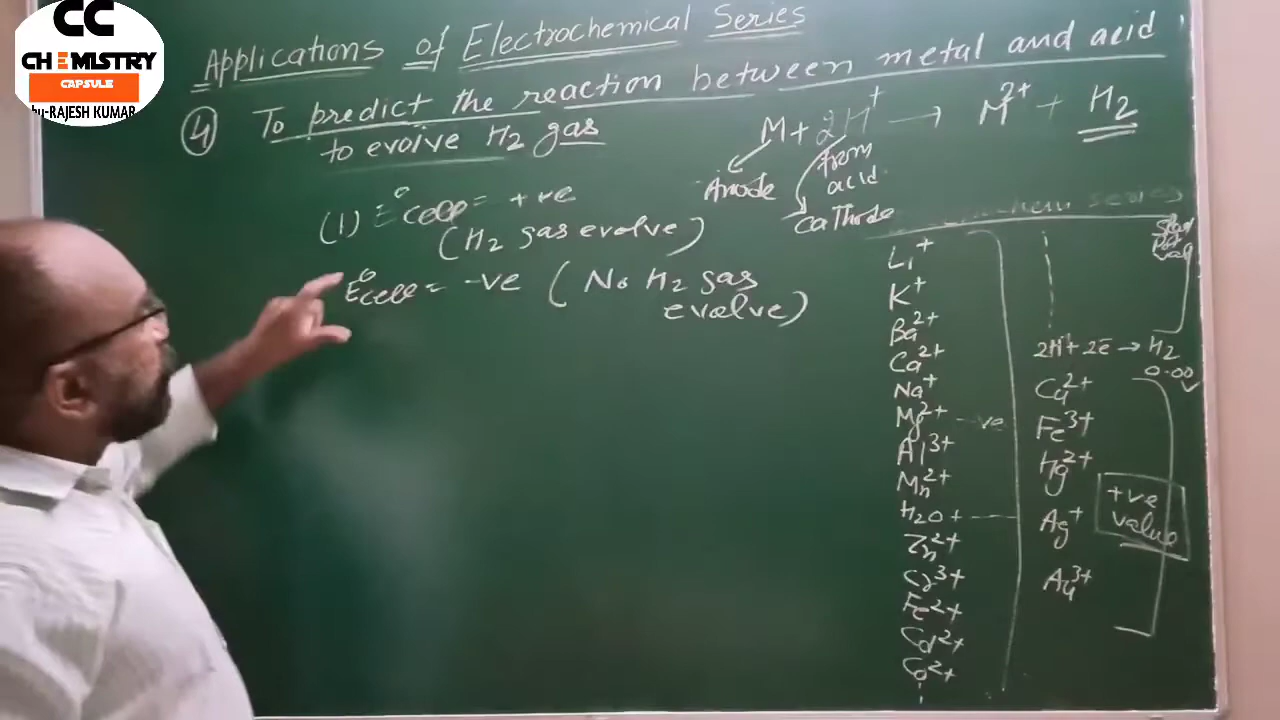 CC
CHEMISTRY
CAPSULE
by-RAJESH KUMAR
Applications of Electrochemical Series
④ To predict the reaction between metal and acid
to evolve H₂ gas
M + 2H⁺ → M²⁺ + H₂
from
acid
Anode
Cathode
(1) E°cell = +ve
(H₂ gas evolve)
E°cell = -ve (No H₂ gas
evolve)
series
Li⁺
K⁺
Ba²⁺
Ca²⁺
Na⁺
Mg²⁺ -ve
Al³⁺
Mn²⁺
H₂O +
Zn²⁺
Cr³⁺
Fe²⁺
Cd²⁺
Co²⁺
2H⁺ + 2e̅ → H₂
0.00
Cu²⁺
Fe³⁺
Hg²⁺
Ag⁺
Au³⁺
+ve
value